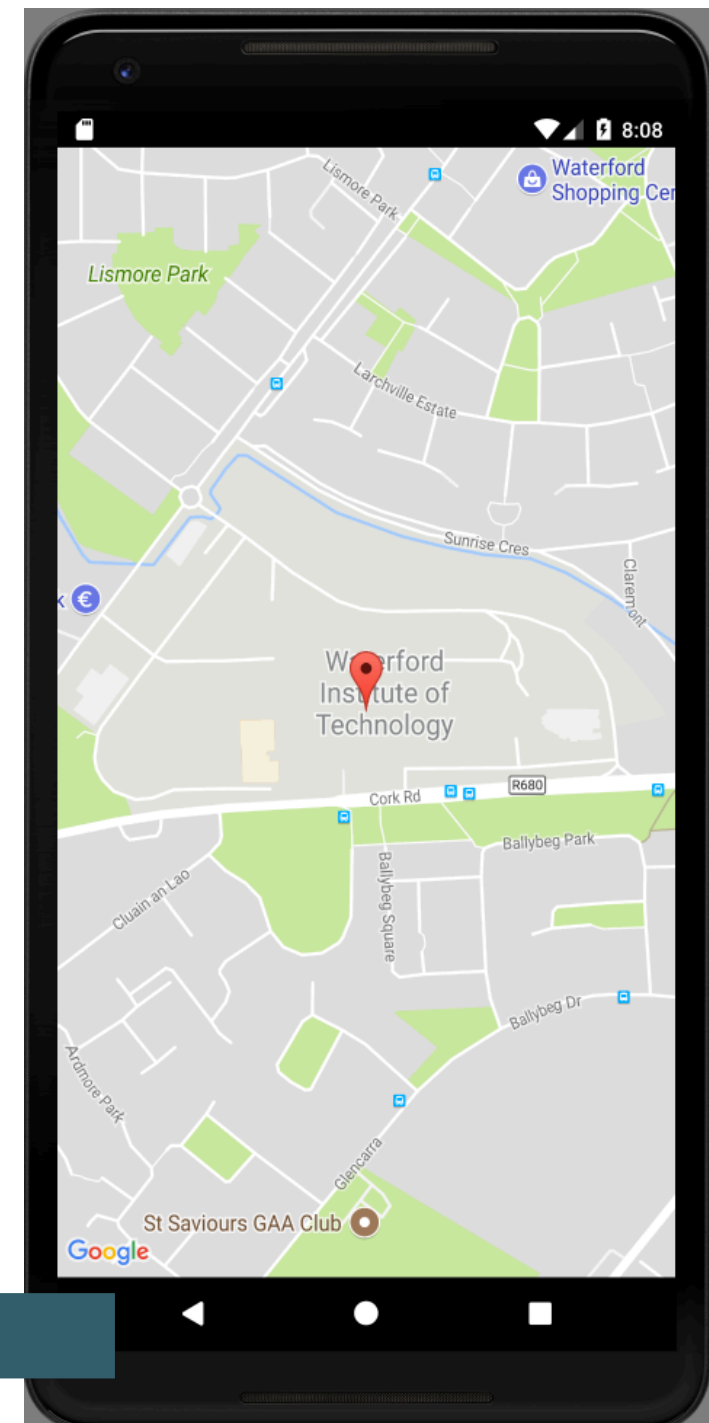 8:08
Waterford
Shopping Cer
Lismore Park
Lismore Park
Larchville Estate
Sunrise Cres
Claremont
k €
Waterford
Institute of
Technology
R680
Cork Rd
Ballybeg Park
Ballybeg Square
Cluain an Lao
Ballybeg Dr
Ardmore Park
Glencarra
St Saviours GAA Club
Google